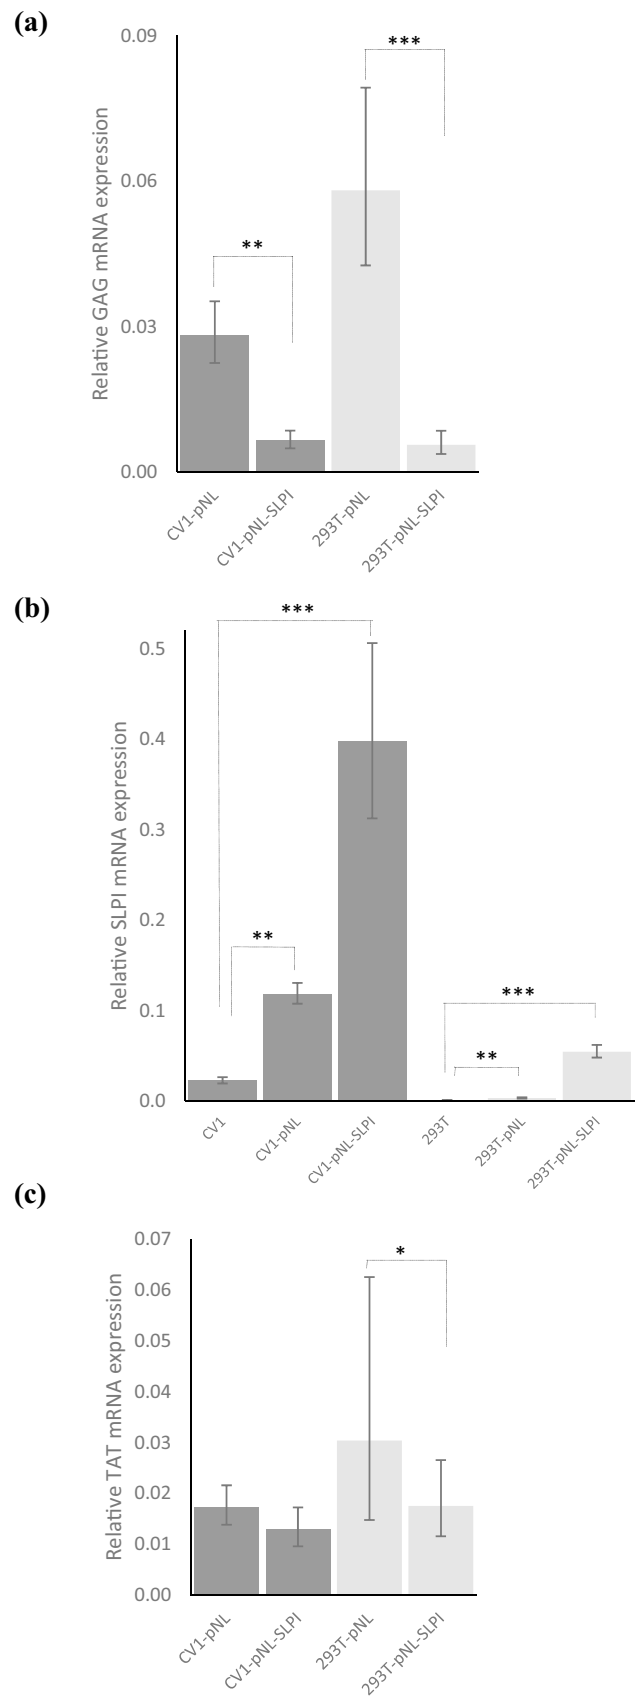 (a)
Relative GAG mRNA expression
0.09
0.06
0.03
0.00
**
***
CV1-pNL
CV1-pNL-SLPI
293T-pNL
293T-pNL-SLPI
(b)
Relative SLPI mRNA expression
0.5
0.4
0.3
0.2
0.1
0.0
***
**
***
**
CV1
CV1-pNL
CV1-pNL-SLPI
293T
293T-pNL
293T-pNL-SLPI
(c)
Relative TAT mRNA expression
0.07
0.06
0.05
0.04
0.03
0.02
0.01
0.00
*
CV1-pNL
CV1-pNL-SLPI
293T-pNL
293T-pNL-SLPI